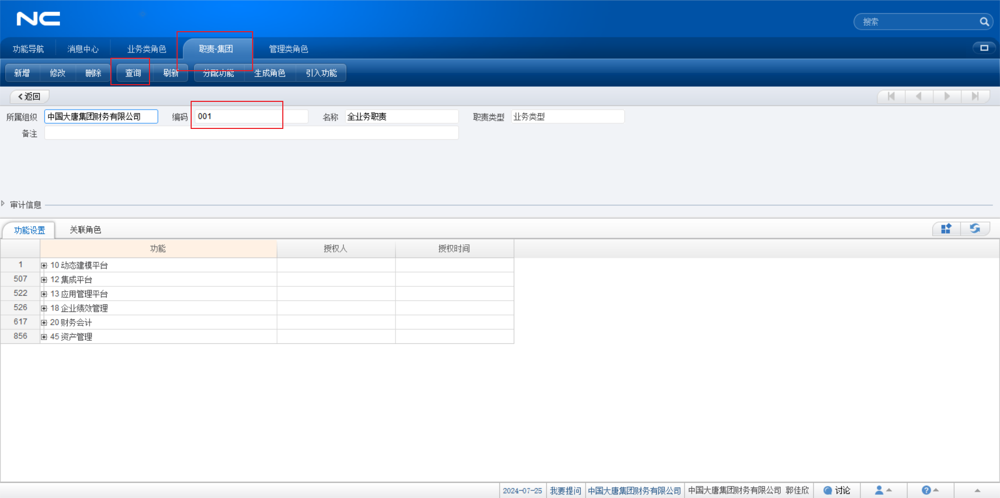 NC
搜索
功能导航 消息中心 业务类角色 职责-集团 管理类角色
新增 修改 删除 查询 刷新 分配功能 生成角色 引入功能
返回
所属组织 中国大唐集团财务有限公司 编码 001 名称 全业务职责 职责类型 业务类型
备注
审计信息
功能设置 关联角色
功能 授权人 授权时间
1 10 动态建模平台
507 12 集成平台
522 13 应用管理平台
526 18 企业绩效管理
617 20 财务会计
856 45 资产管理
2024-07-25 我要提问 中国大唐集团财务有限公司 中国大唐集团财务有限公司 郭佳欣 讨论